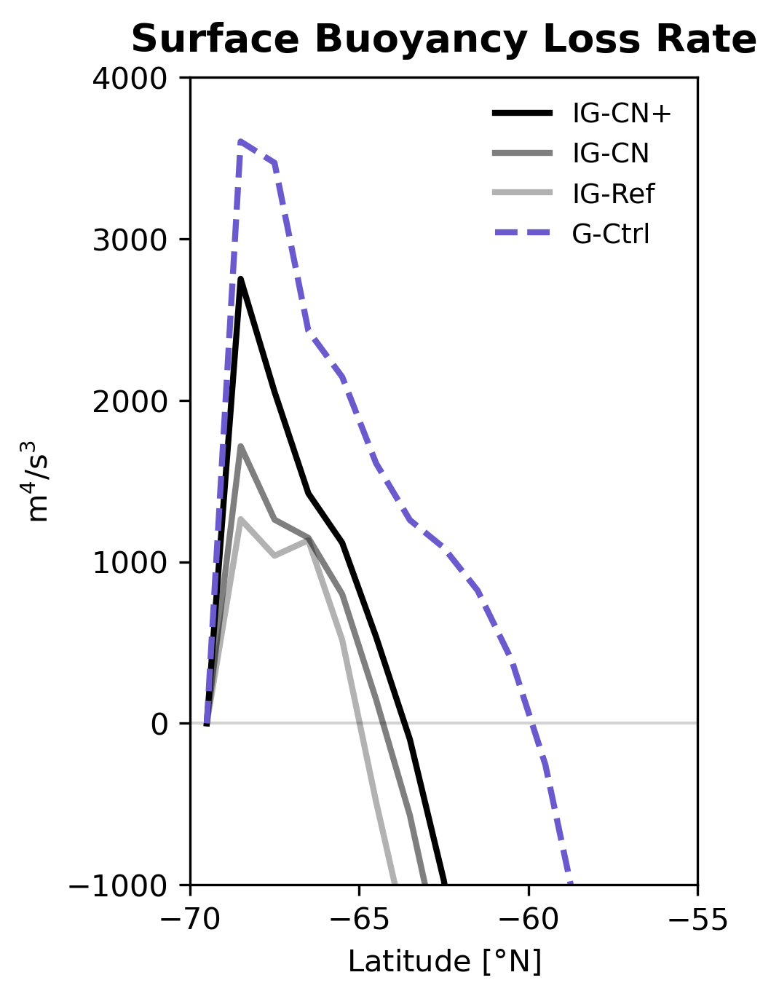 Surface Buoyancy Loss Rate
4000
3000
2000
1000
0
−1000
m⁴/s³
IG-CN+
IG-CN
IG-Ref
G-Ctrl
−70
−65
−60
−55
Latitude [°N]